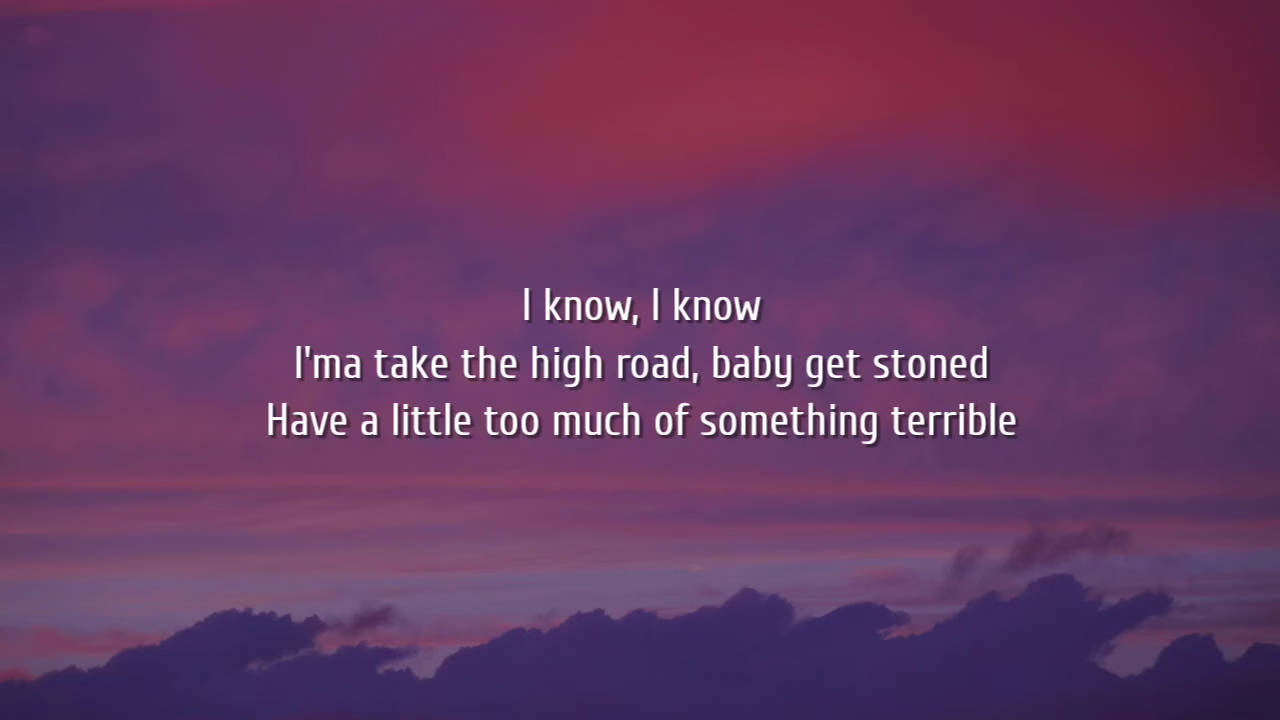 I know, I know
I'ma take the high road, baby get stoned
Have a little too much of something terrible